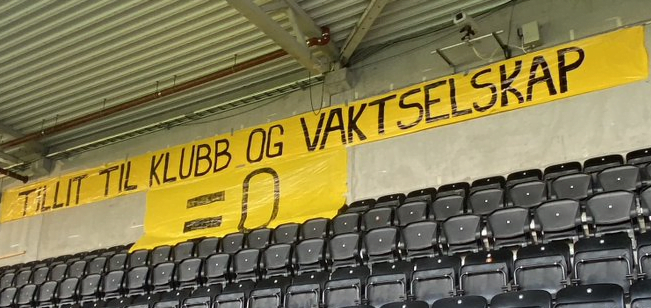 TILLIT TIL KLUBB OG VAKTSELSKAP
= 0